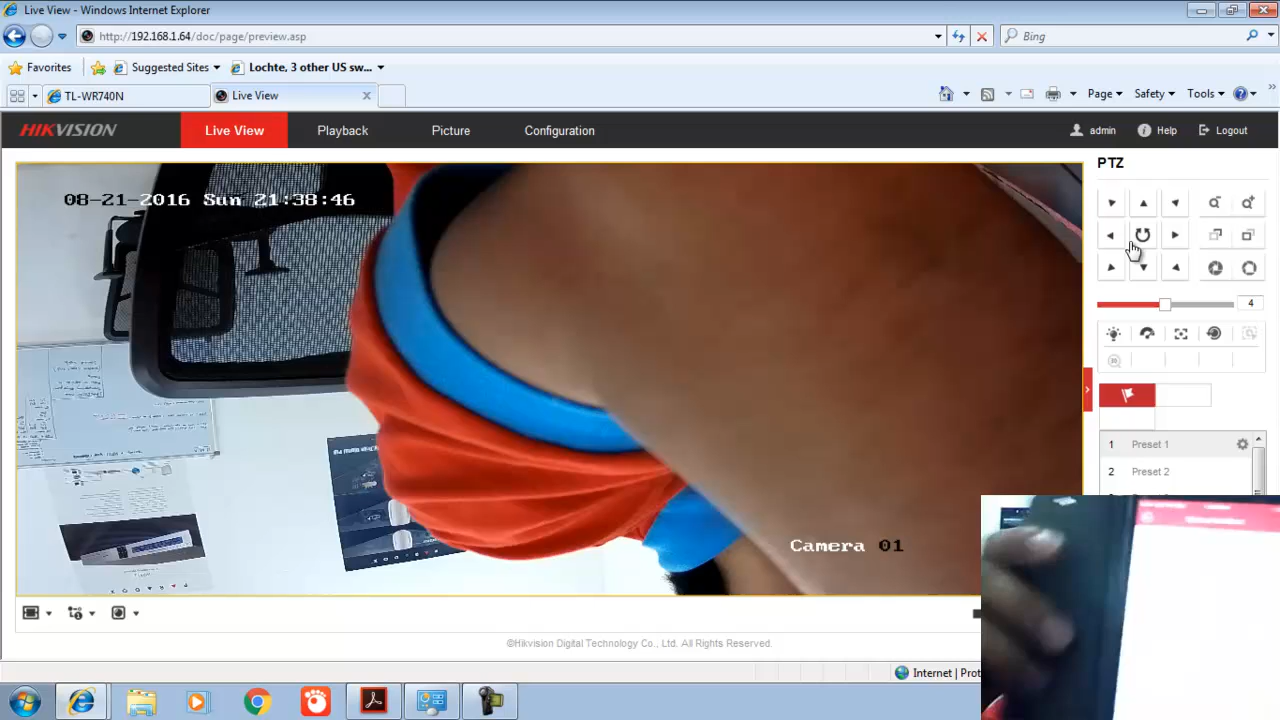 Live View - Windows Internet Explorer
http://192.168.1.64/doc/page/preview.asp
Bing
Favorites
Suggested Sites
Lochte, 3 other US sw...
TL-WR740N
Live View
Page
Safety
Tools
HIKVISION
Live View
Playback
Picture
Configuration
admin
Help
Logout
PTZ
08-21-2016 Sun 21:38:46
4
1 Preset 1
2 Preset 2
Camera 01
©Hikvision Digital Technology Co., Ltd. All Rights Reserved.
Internet | Prot